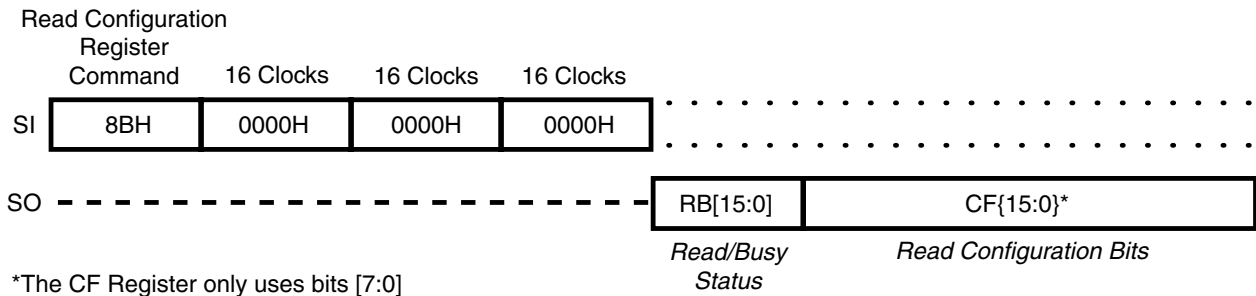 Read Configuration
Register
Command 16 Clocks 16 Clocks 16 Clocks
SI 8BH 0000H 0000H 0000H
SO RB[15:0] CF{15:0}*
Read/Busy Read Configuration Bits
Status
*The CF Register only uses bits [7:0]